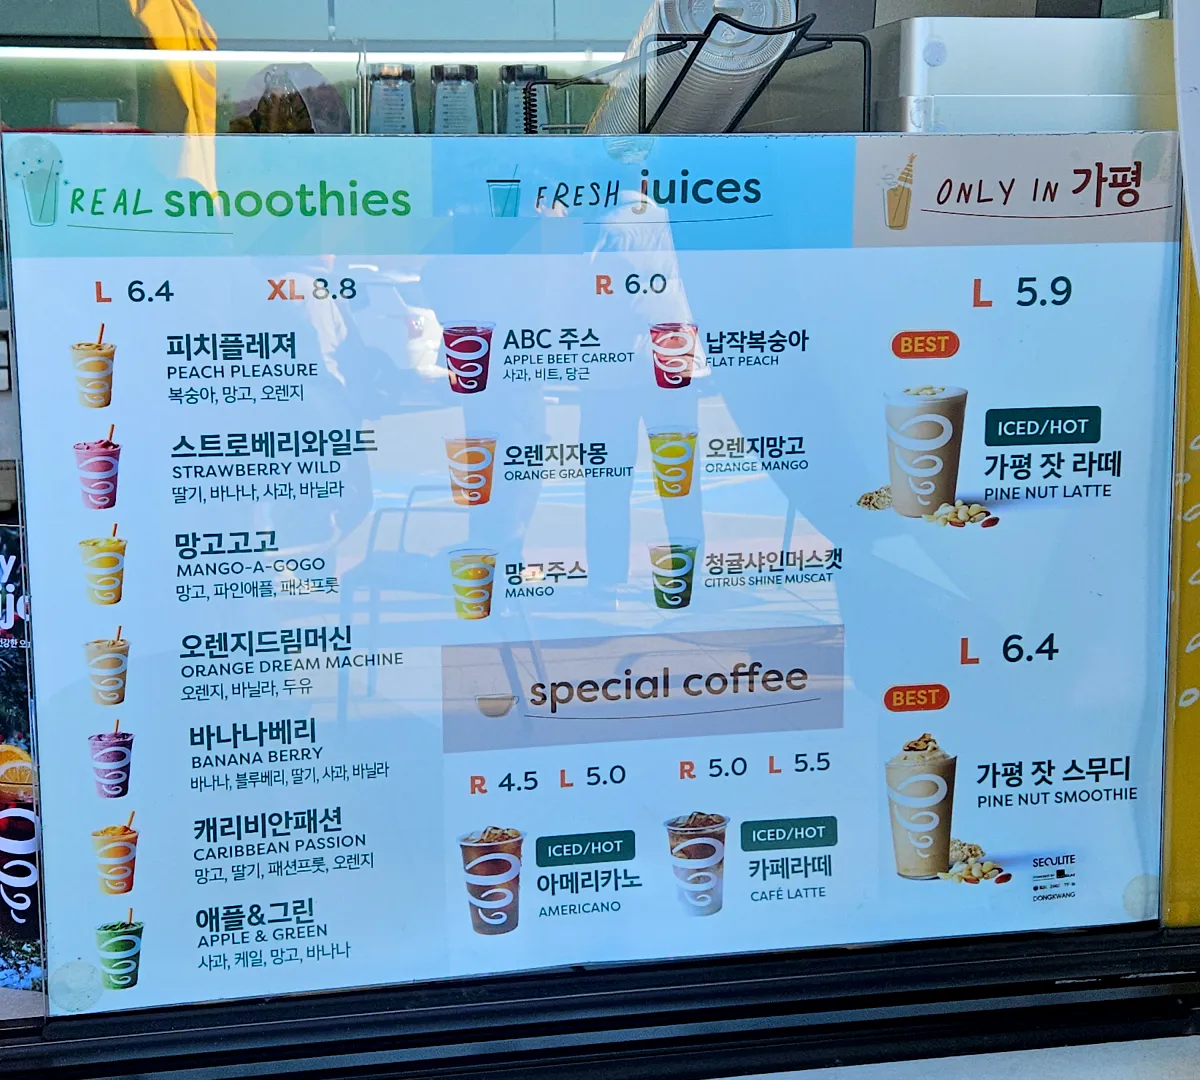 REAL smoothies
L 6.4 XL 8.8
피치플레져
PEACH PLEASURE
복숭아, 망고, 오렌지
스트로베리와일드
STRAWBERRY WILD
딸기, 바나나, 사과, 바닐라
망고고고
MANGO-A-GOGO
망고, 파인애플, 패션프룻
오렌지드림머신
ORANGE DREAM MACHINE
오렌지, 바닐라, 두유
바나나베리
BANANA BERRY
바나나, 블루베리, 딸기, 사과, 바닐라
캐리비안패션
CARIBBEAN PASSION
망고, 딸기, 패션프룻, 오렌지
애플&그린
APPLE & GREEN
사과, 케일, 망고, 바나나
FRESH juices
R 6.0
ABC 주스
APPLE BEET CARROT
사과, 비트, 당근
납작복숭아
FLAT PEACH
오렌지자몽
ORANGE GRAPEFRUIT
오렌지망고
ORANGE MANGO
망고주스
MANGO
청귤샤인머스캣
CITRUS SHINE MUSCAT
special coffee
R 4.5 L 5.0
ICED/HOT
아메리카노
AMERICANO
R 5.0 L 5.5
ICED/HOT
카페라떼
CAFÉ LATTE
ONLY IN 가평
L 5.9
BEST
ICED/HOT
가평 잣 라떼
PINE NUT LATTE
L 6.4
BEST
가평 잣 스무디
PINE NUT SMOOTHIE
SEOULITE
DONGKWANG